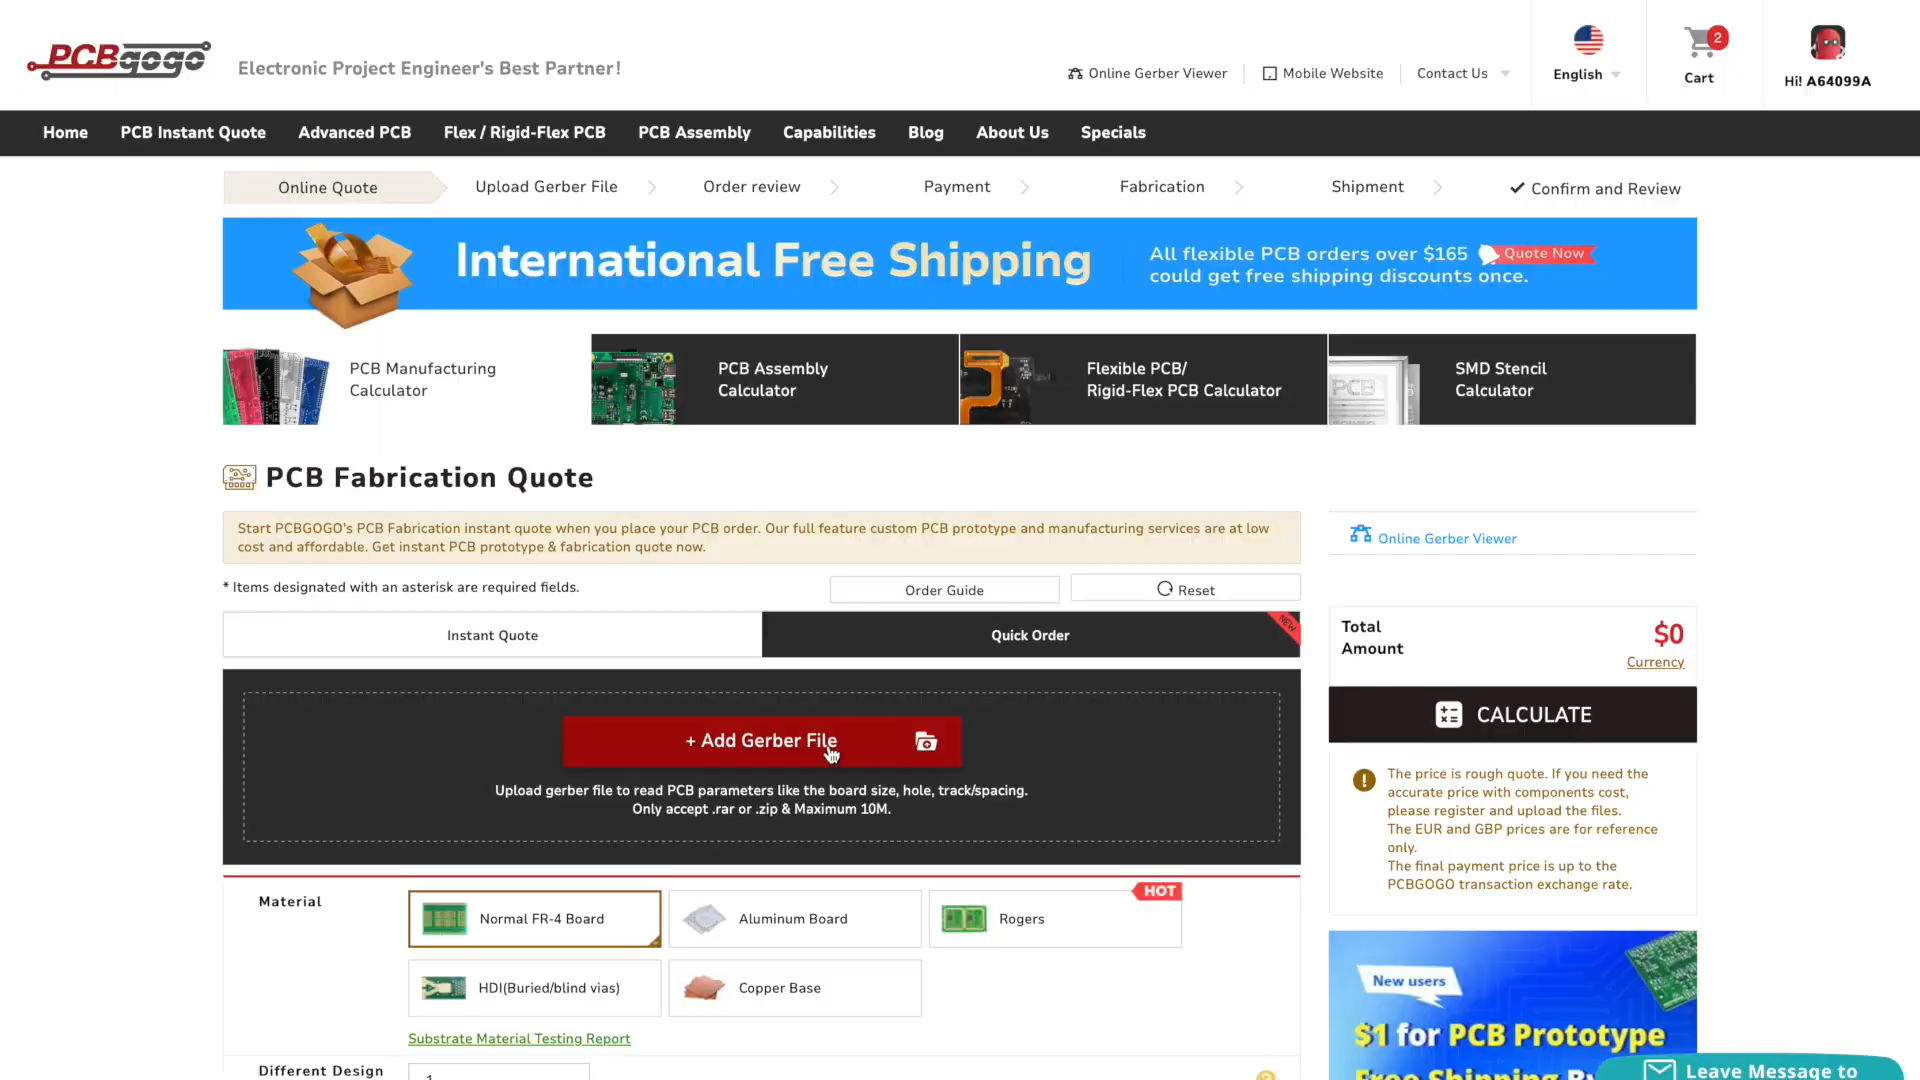 PCBgogo
Electronic Project Engineer's Best Partner!
Online Gerber Viewer
Mobile Website
Contact Us
English
2
Cart
Hi! A64099A
Home
PCB Instant Quote
Advanced PCB
Flex / Rigid-Flex PCB
PCB Assembly
Capabilities
Blog
About Us
Specials
Online Quote
Upload Gerber File
Order review
Payment
Fabrication
Shipment
Confirm and Review
International Free Shipping
All flexible PCB orders over $165
Quote Now
could get free shipping discounts once.
PCB Manufacturing
Calculator
PCB Assembly
Calculator
Flexible PCB/
Rigid-Flex PCB Calculator
PCB
SMD Stencil
Calculator
PCB Fabrication Quote
Start PCBGOGO's PCB Fabrication instant quote when you place your PCB order. Our full feature custom PCB prototype and manufacturing services are at low
cost and affordable. Get instant PCB prototype & fabrication quote now.
Online Gerber Viewer
* Items designated with an asterisk are required fields.
Order Guide
Reset
Instant Quote
Quick Order
NEW
Total
Amount
$0
Currency
CALCULATE
+ Add Gerber File
Upload gerber file to read PCB parameters like the board size, hole, track/spacing.
Only accept .rar or .zip & Maximum 10M.
The price is rough quote. If you need the
accurate price with components cost,
please register and upload the files.
The EUR and GBP prices are for reference
only.
The final payment price is up to the
PCBGOGO transaction exchange rate.
Material
Normal FR-4 Board
Aluminum Board
Rogers
HOT
HDI(Buried/blind vias)
Copper Base
Substrate Material Testing Report
Different Design
1
New users
$1 for PCB Prototype
Free Shipping By
Leave Message to